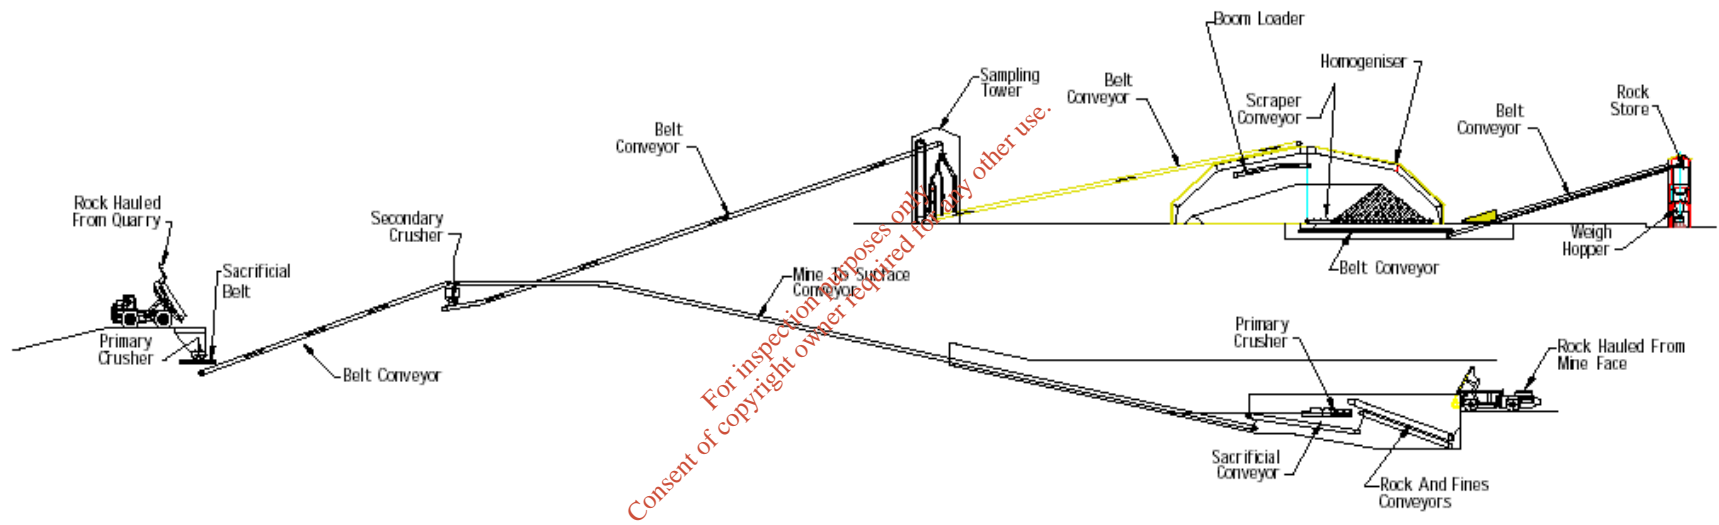 Boom Loader
Homogeniser
Sampling
Tower
Belt
Conveyor
Scraper
Conveyor
Belt
Conveyor
Rock
Store
Belt
Conveyor
Rock Hauled
From Quarry
Secondary
Crusher
Sacrificial
Belt
Mine To Surface
Conveyor
Weigh
Hopper
Belt Conveyor
Primary
Crusher
Belt Conveyor
Primary
Crusher
Rock Hauled From
Mine Face
Sacrificial
Conveyor
Rock And Fines
Conveyors
For inspection purposes only.
Consent of copyright owner required for any other use.